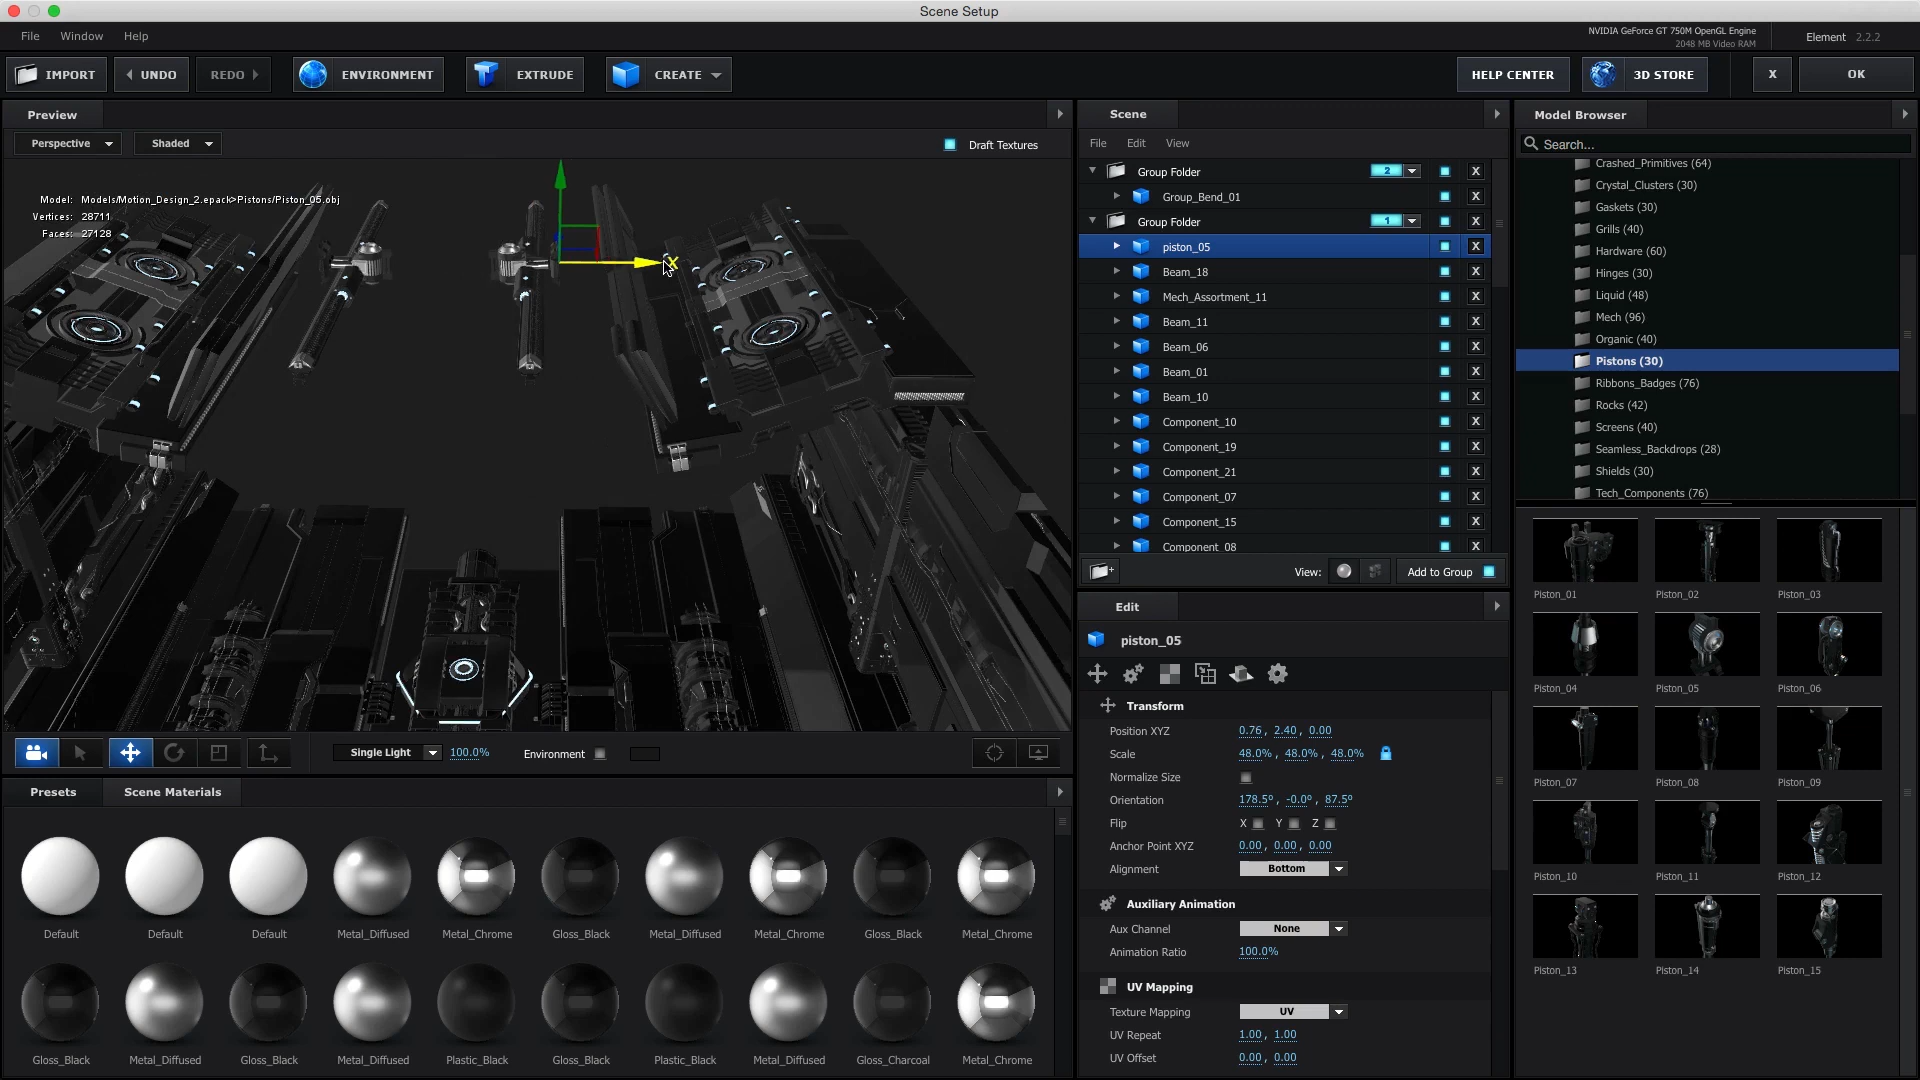 Scene Setup
File Window Help
NVIDIA GeForce GT 750M OpenGL Engine
2048 MB Video RAM
Element 2.2.2
IMPORT UNDO REDO ENVIRONMENT EXTRUDE CREATE HELP CENTER 3D STORE X OK
Preview
Perspective Shaded Draft Textures
Model: Models/Motion_Design_2.epack>Pistons/Piston_05.obj
Vertices: 28711
Faces: 27128
X
Single Light 100.0% Environment
Presets Scene Materials
Default Default Default Metal_Diffused Metal_Chrome Gloss_Black Metal_Diffused Metal_Chrome Gloss_Black Metal_Chrome
Gloss_Black Metal_Diffused Gloss_Black Metal_Diffused Plastic_Black Gloss_Black Plastic_Black Metal_Diffused Gloss_Charcoal Metal_Chrome
Scene
File Edit View
Group Folder 2 X
Group_Bend_01 X
Group Folder 1 X
piston_05 X
Beam_18 X
Mech_Assortment_11 X
Beam_11 X
Beam_06 X
Beam_01 X
Beam_10 X
Component_10 X
Component_19 X
Component_21 X
Component_07 X
Component_15 X
Component_08 X
View: Add to Group
Edit
piston_05
Transform
Position XYZ 0.76, 2.40, 0.00
Scale 48.0%, 48.0%, 48.0%
Normalize Size
Orientation 178.5°, -0.0°, 87.5°
Flip X Y Z
Anchor Point XYZ 0.00, 0.00, 0.00
Alignment Bottom
Auxiliary Animation
Aux Channel None
Animation Ratio 100.0%
UV Mapping
Texture Mapping UV
UV Repeat 1.00, 1.00
UV Offset 0.00, 0.00
Model Browser
Search...
Crashed_Primitives (64)
Crystal_Clusters (30)
Gaskets (30)
Grills (40)
Hardware (60)
Hinges (30)
Liquid (48)
Mech (96)
Organic (40)
Pistons (30)
Ribbons_Badges (76)
Rocks (42)
Screens (40)
Seamless_Backdrops (28)
Shields (30)
Tech_Components (76)
Piston_01 Piston_02 Piston_03
Piston_04 Piston_05 Piston_06
Piston_07 Piston_08 Piston_09
Piston_10 Piston_11 Piston_12
Piston_13 Piston_14 Piston_15